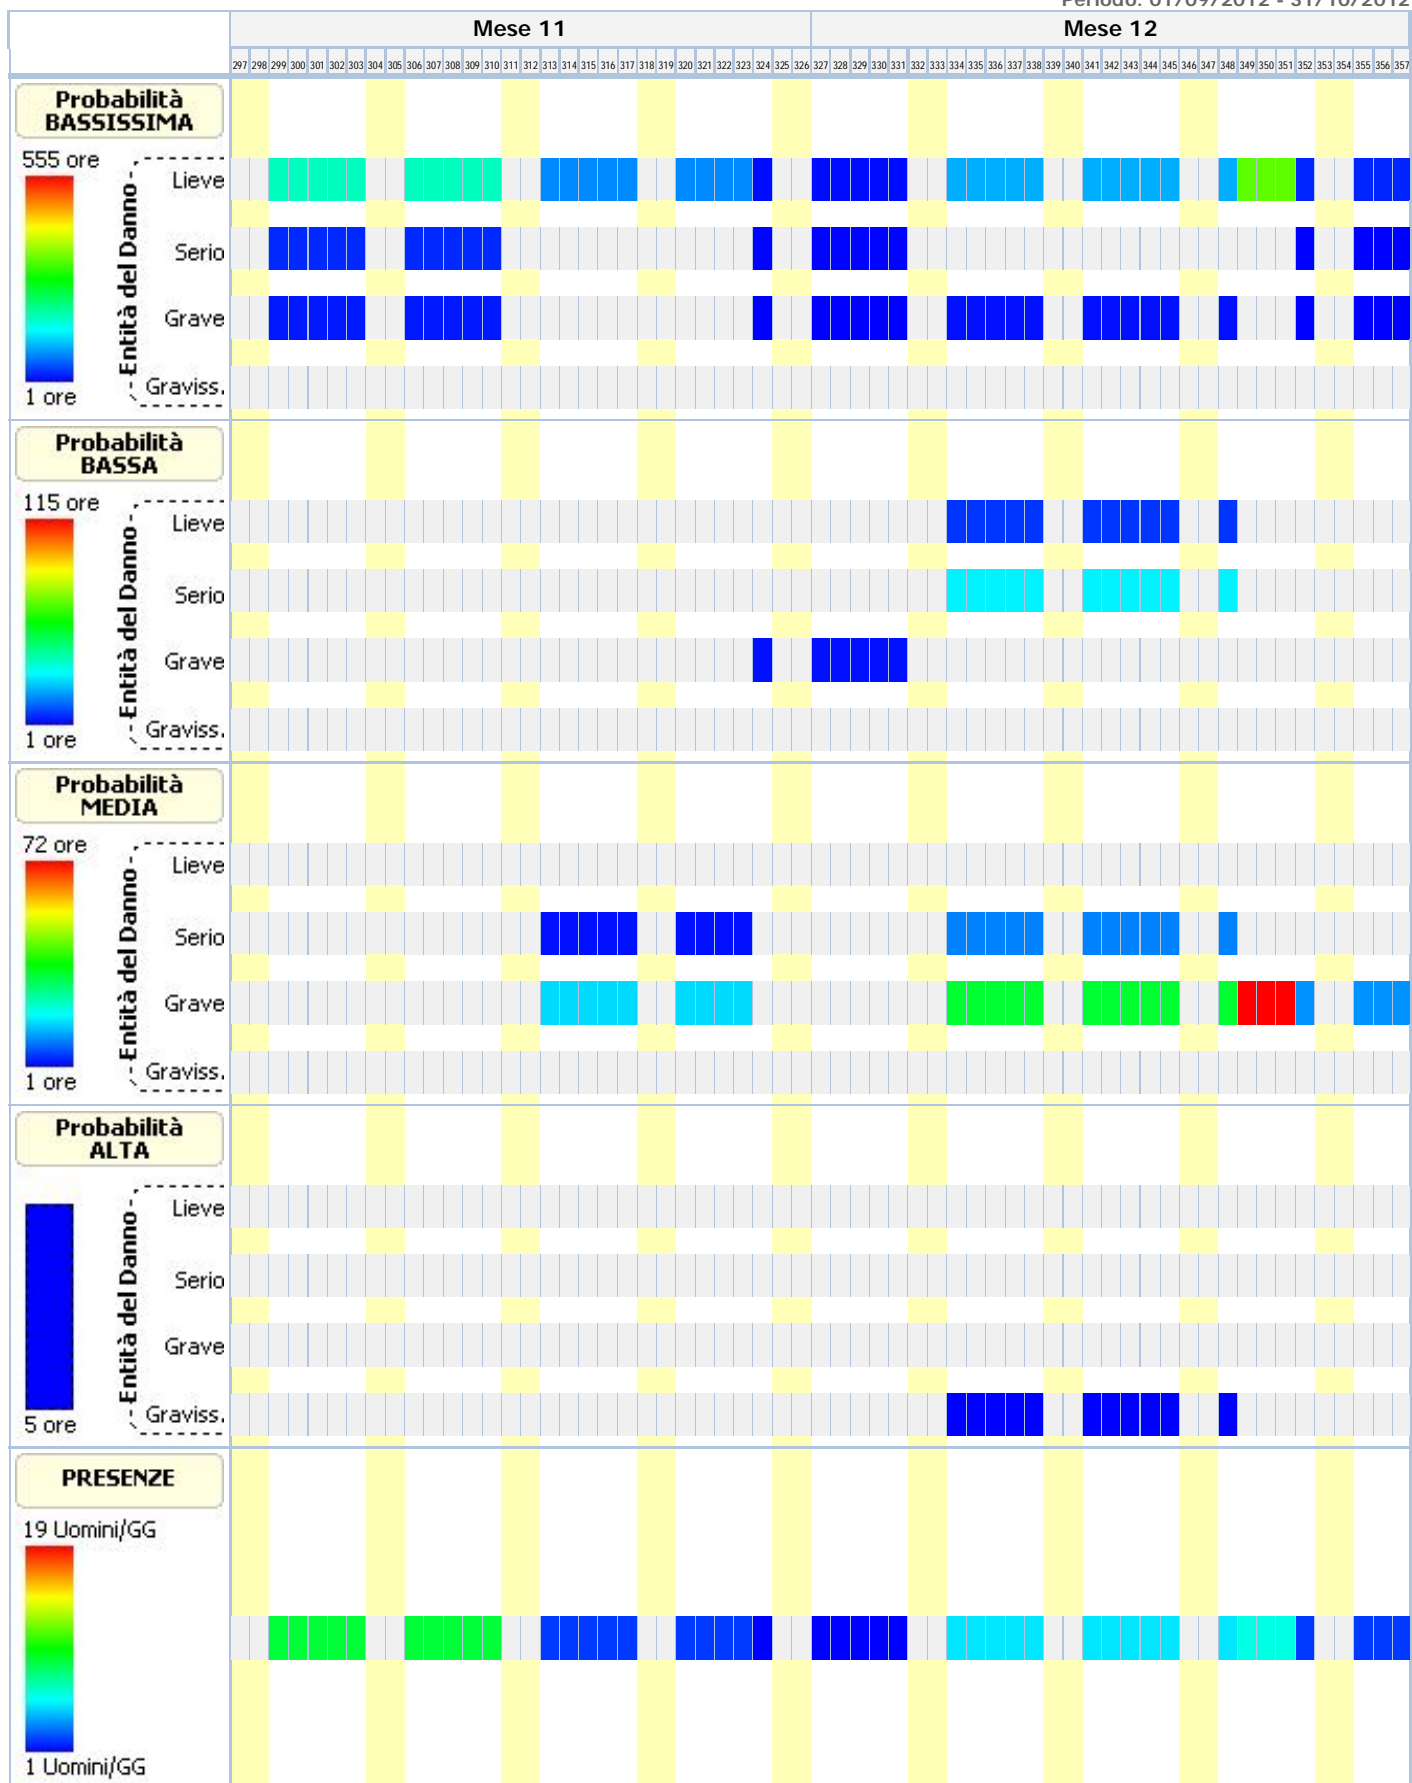 Periodo: 01/09/2012 - 31/10/2012
Mese 11 Mese 12
297 298 299 300 301 302 303 304 305 306 307 308 309 310 311 312 313 314 315 316 317 318 319 320 321 322 323 324 325 326 327 328 329 330 331 332 333 334 335 336 337 338 339 340 341 342 343 344 345 346 347 348 349 350 351 352 353 354 355 356 357
Probabilità
BASSISSIMA
555 ore
Entità del Danno
Lieve
Serio
Grave
Graviss.
1 ore
Probabilità
BASSA
115 ore
Entità del Danno
Lieve
Serio
Grave
Graviss.
1 ore
Probabilità
MEDIA
72 ore
Entità del Danno
Lieve
Serio
Grave
Graviss.
1 ore
Probabilità
ALTA
Entità del Danno
Lieve
Serio
Grave
Graviss.
5 ore
PRESENZE
19 Uomini/GG
1 Uomini/GG